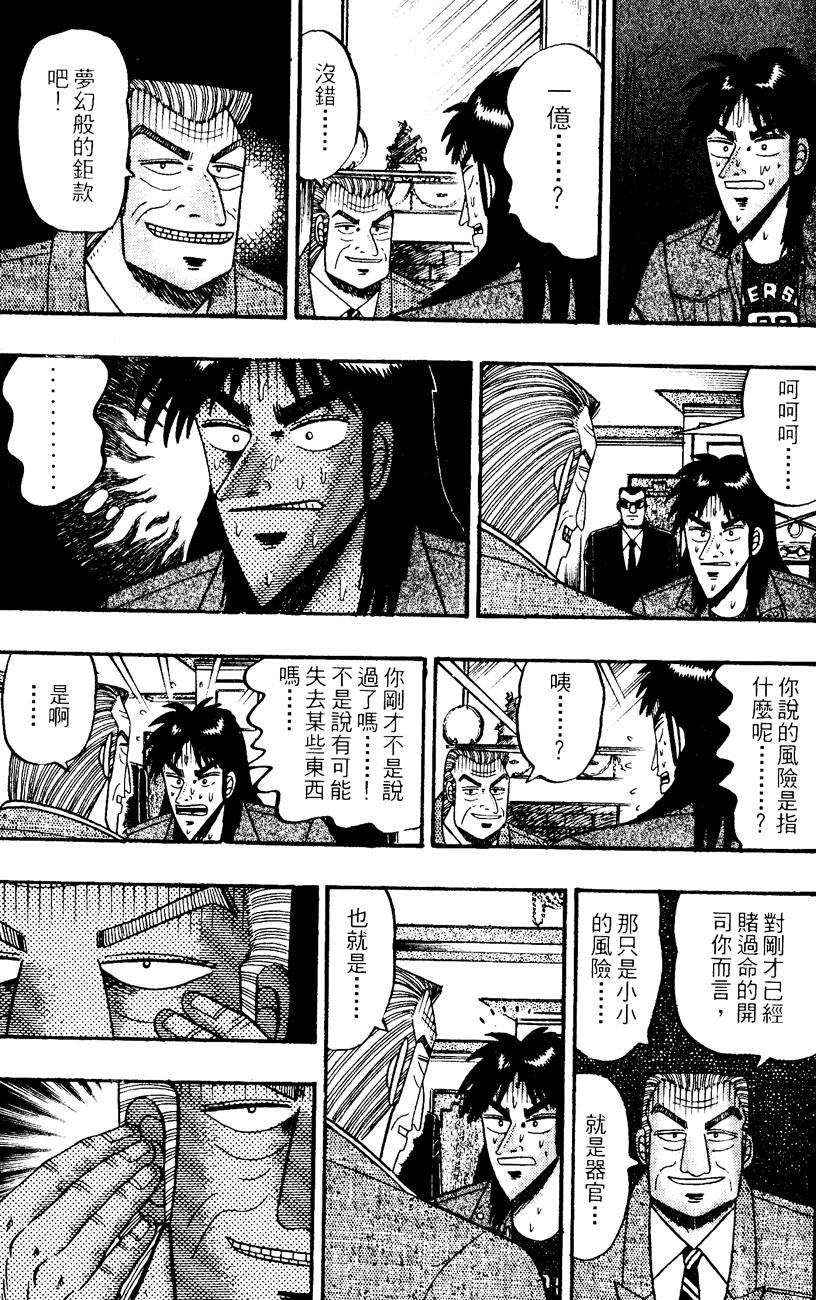 ERS
一億……？
沒錯……
夢幻般的鉅款
吧！
呵呵呵……
………
你說的風險是指
什麼呢……？
咦……？
你剛才不是說
過了嗎……！
不是說有可能
失去某些東西
嗎…
是啊
……
對剛才已經
賭過命的開
司你而言，
那只是小小
的風險……
就是器官…
也就是……